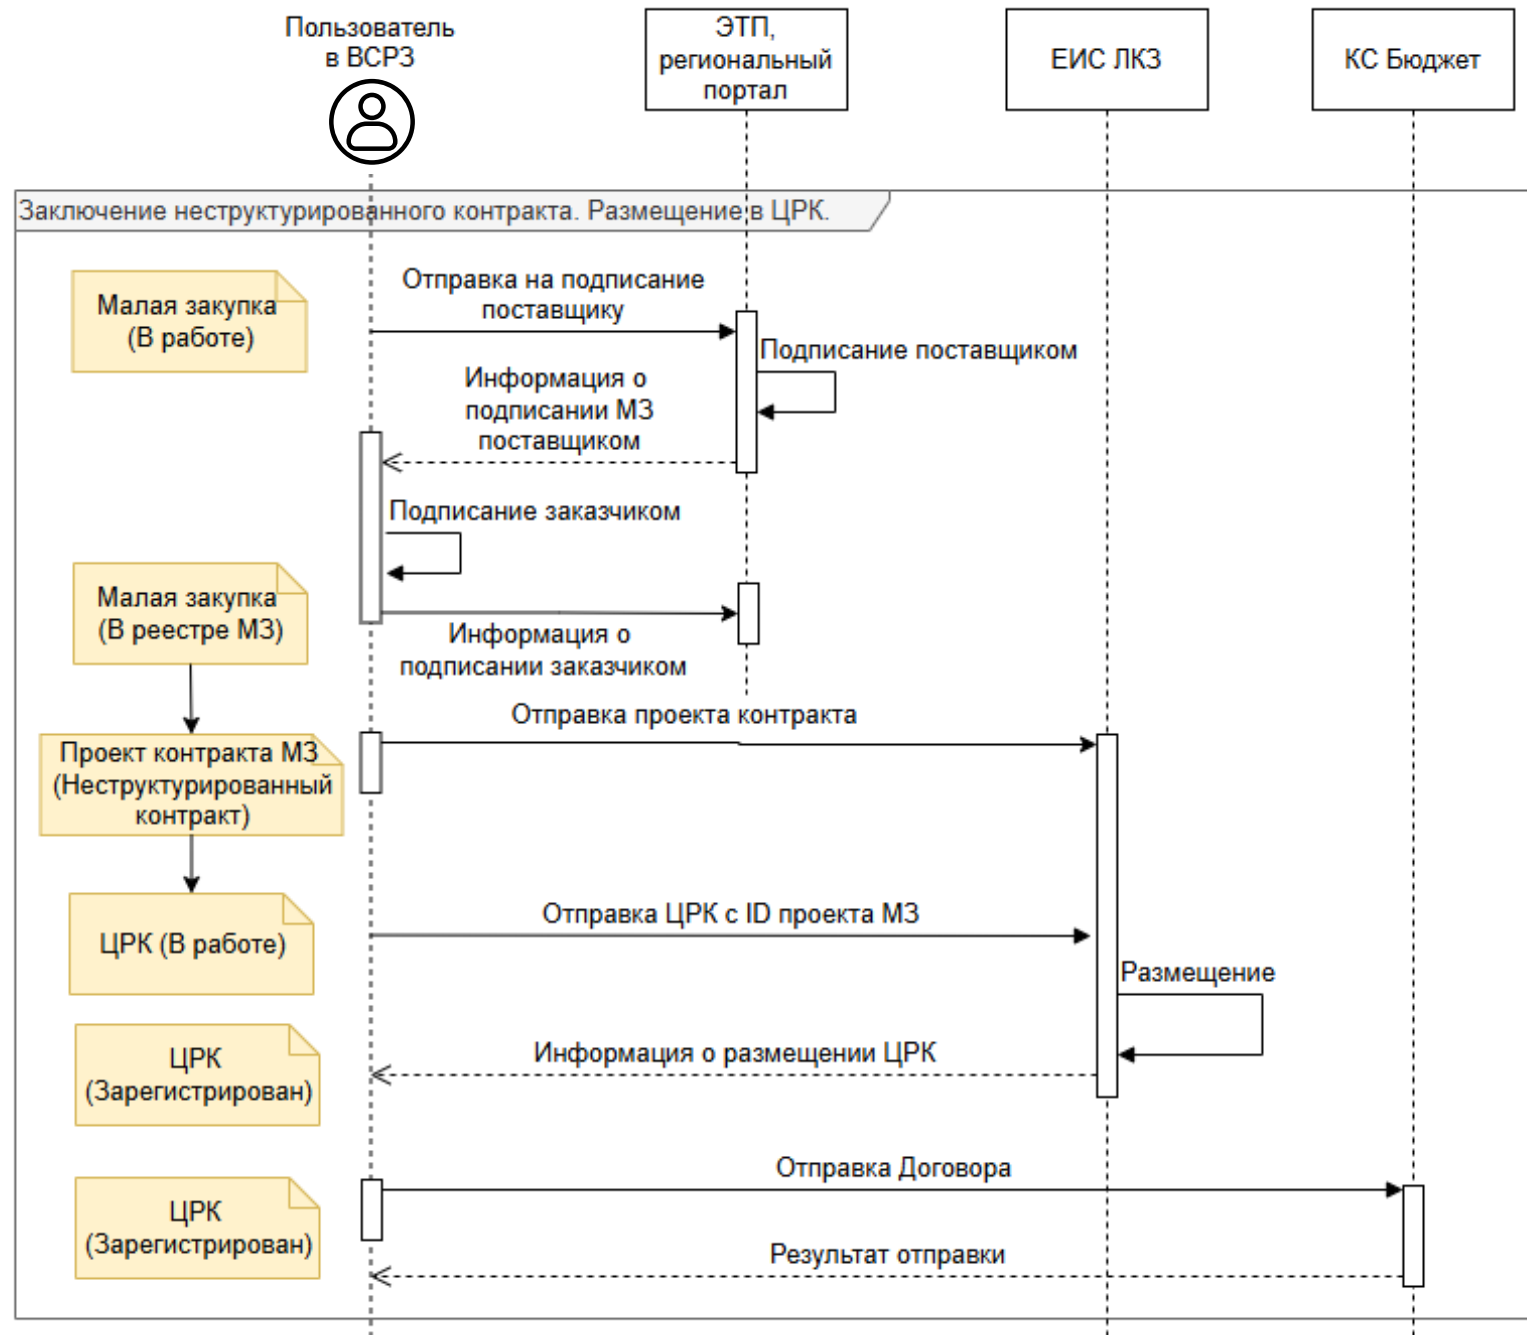 Пользователь
в ВСРЗ
ЭТП,
региональный
портал
ЕИС ЛКЗ
КС Бюджет
Заключение неструктурированного контракта. Размещение в ЦРК.
Малая закупка
(В работе)
Отправка на подписание
поставщику
Подписание поставщиком
Информация о
подписании МЗ
поставщиком
Подписание заказчиком
Малая закупка
(В реестре МЗ)
Информация о
подписании заказчиком
Отправка проекта контракта
Проект контракта МЗ
(Неструктурированный
контракт)
Отправка ЦРК с ID проекта МЗ
ЦРК (В работе)
Размещение
Информация о размещении ЦРК
ЦРК
(Зарегистрирован)
Отправка Договора
ЦРК
(Зарегистрирован)
Результат отправки